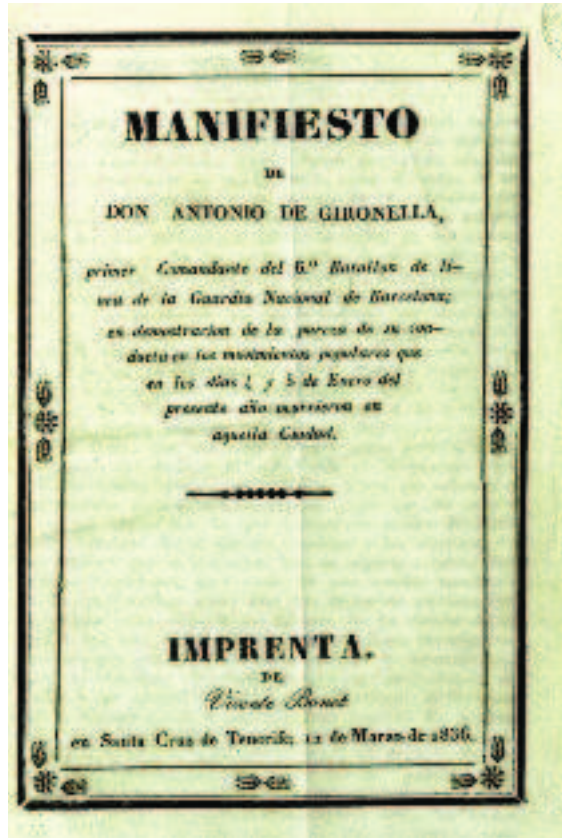 MANIFIESTO
DE
DON ANTONIO DE GIRONELLA,
primer Comandante del 6.º Batallon de li-
nea de la Guardia Nacional de Barcelona;
en demostracion de la pureza de su con-
ducta en los movimientos populares que
en los dias 4 y 5 de Enero del
presente año ocurrieron en
aquella Ciudad.
IMPRENTA.
DE
Vicente Bonet
en Santa Cruz de Tenerife 12 de Marzo de 1836.